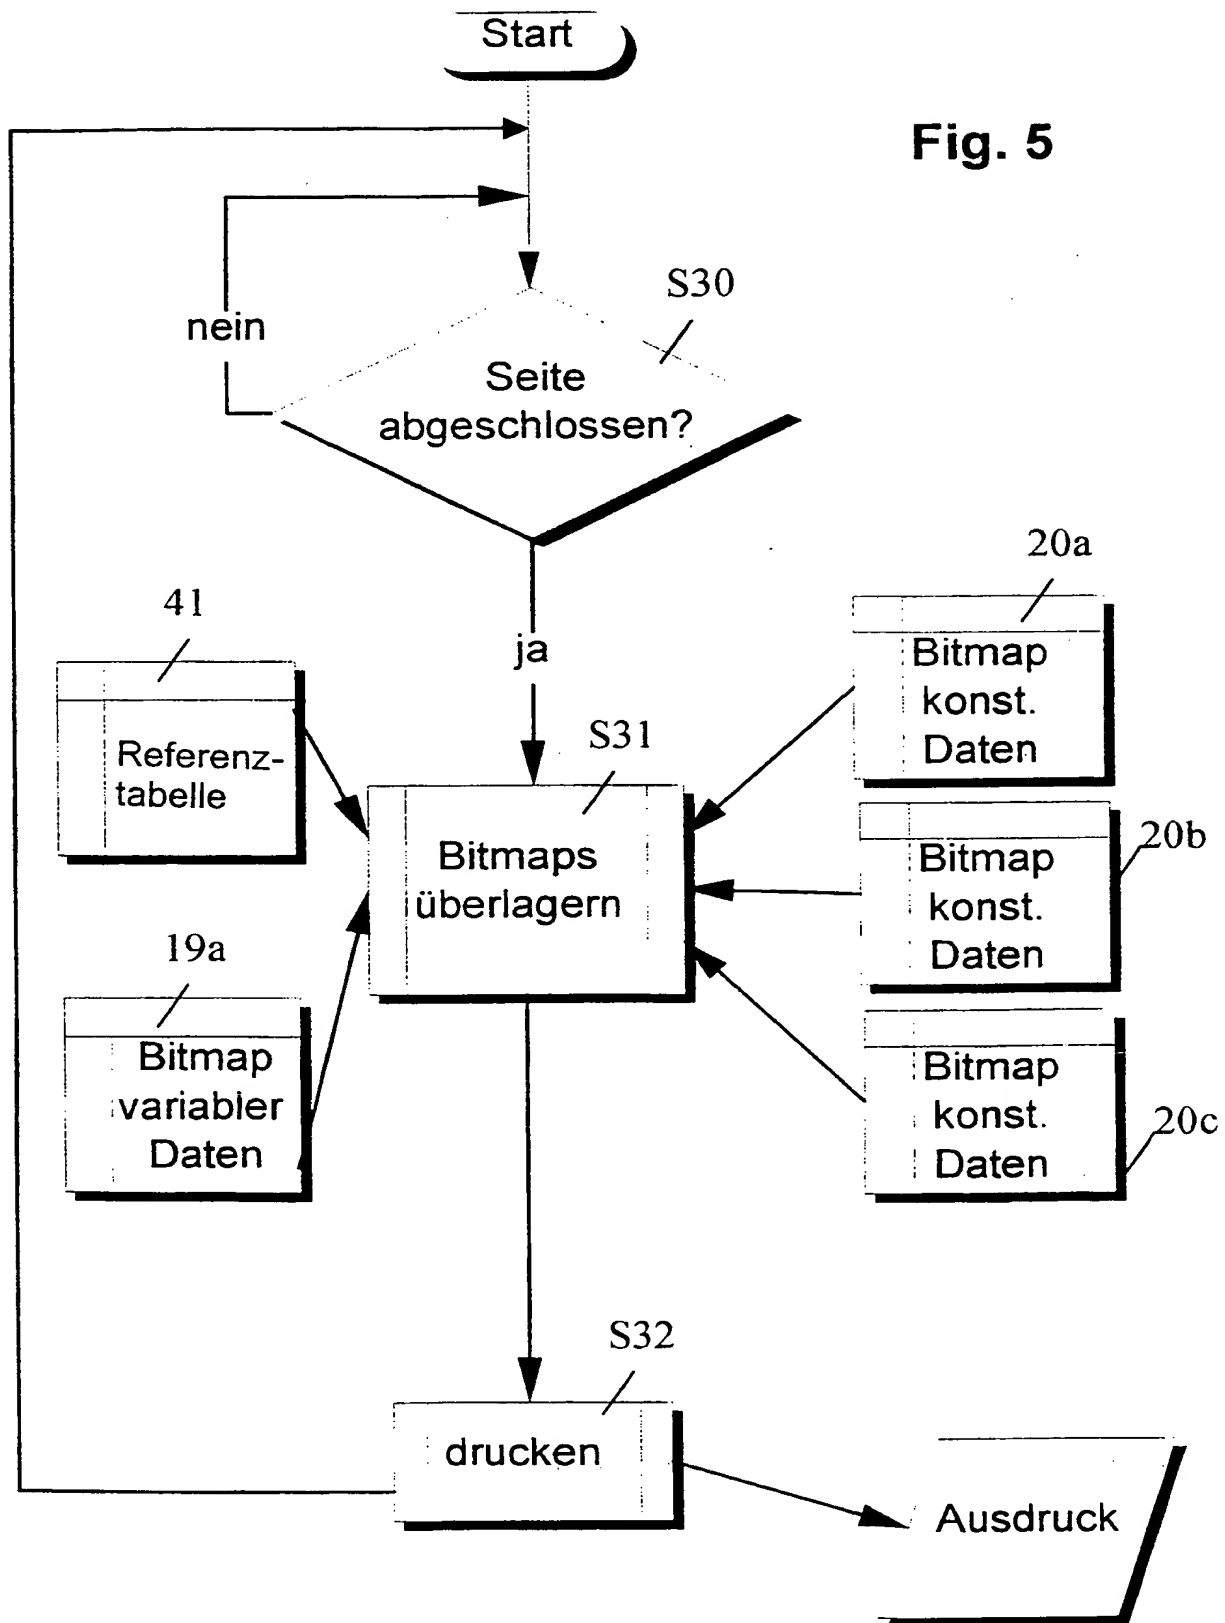 Start
Fig. 5
S30
nein
Seite
abgeschlossen?
ja
41
Referenz-
tabelle
19a
Bitmap
variabler
Daten
S31
Bitmaps
überlagern
20a
Bitmap
konst.
Daten
20b
Bitmap
konst.
Daten
20c
Bitmap
konst.
Daten
S32
drucken
Ausdruck